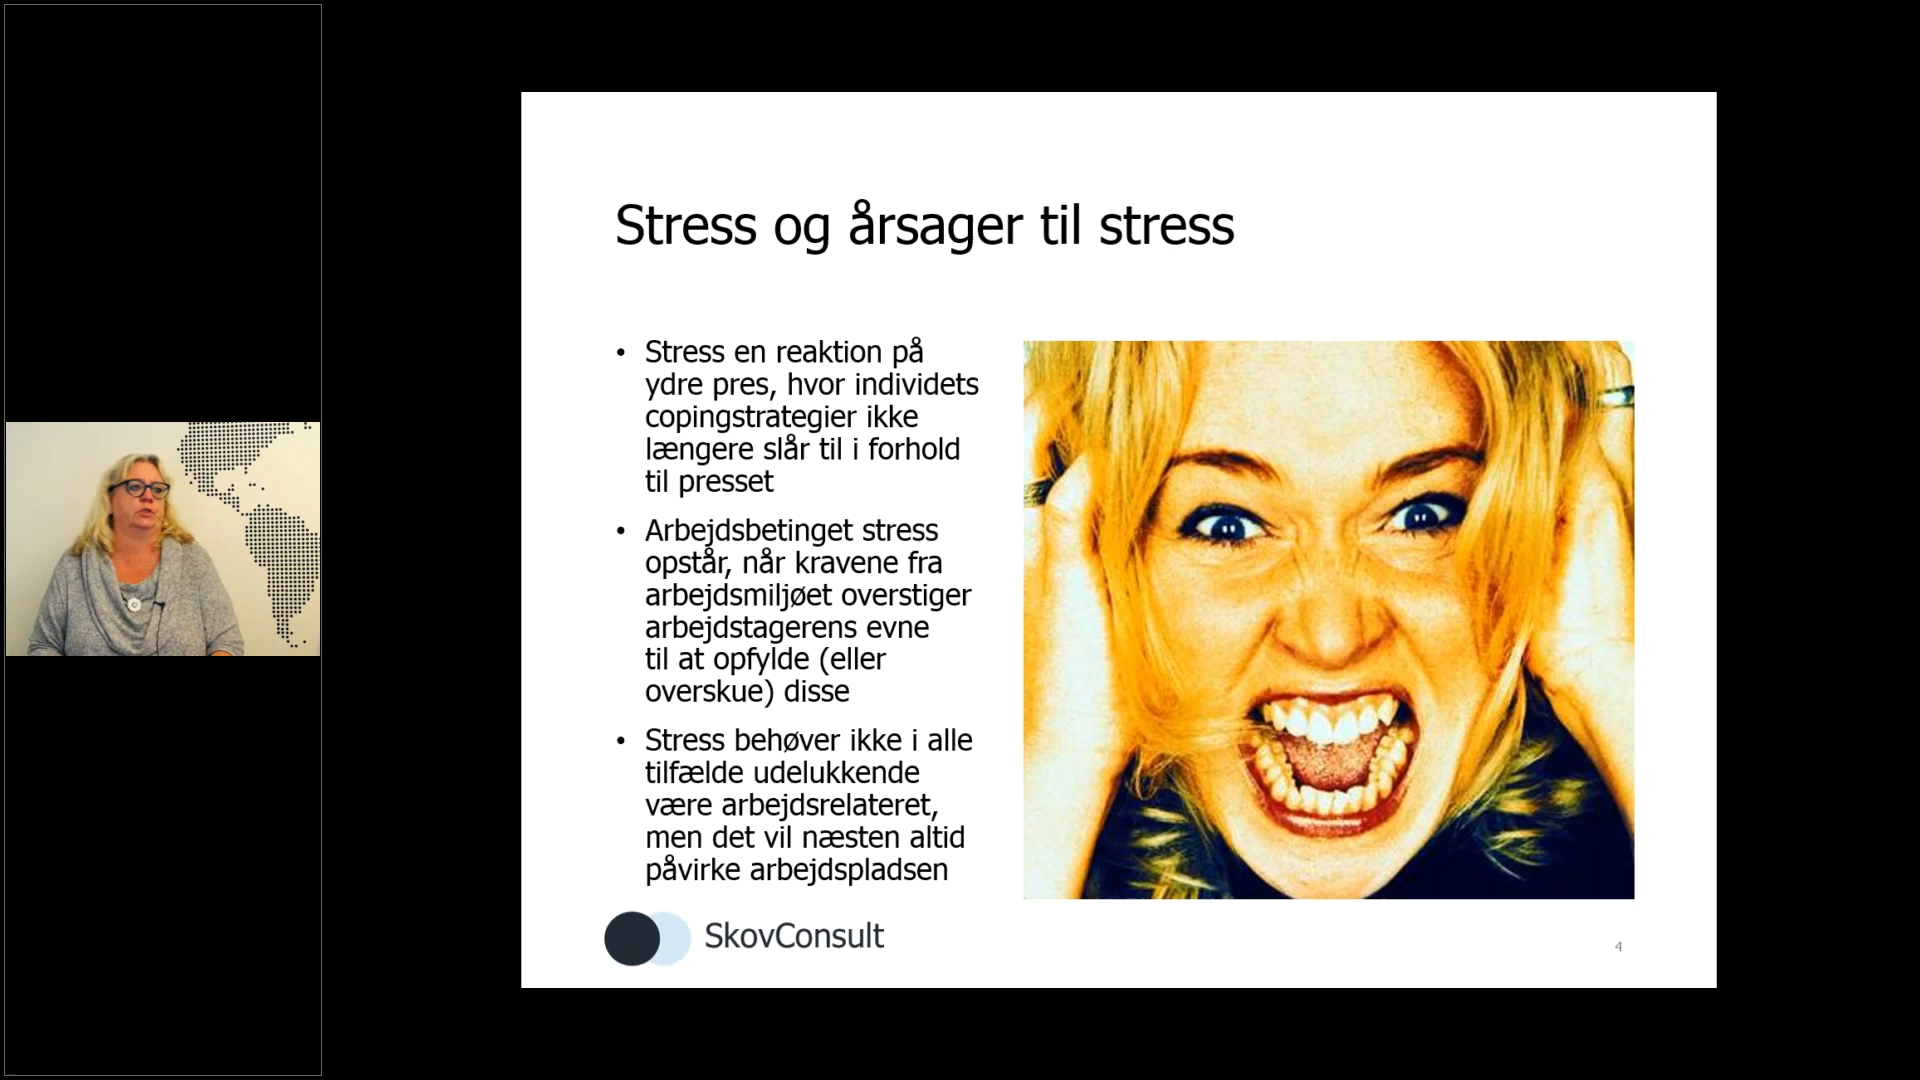 Stress og årsager til stress
• Stress en reaktion på
ydre pres, hvor individets
copingstrategier ikke
længere slår til i forhold
til presset
• Arbejdsbetinget stress
opstår, når kravene fra
arbejdsmiljøet overstiger
arbejdstagerens evne
til at opfylde (eller
overskue) disse
• Stress behøver ikke i alle
tilfælde udelukkende
være arbejdsrelateret,
men det vil næsten altid
påvirke arbejdspladsen
SkovConsult
4